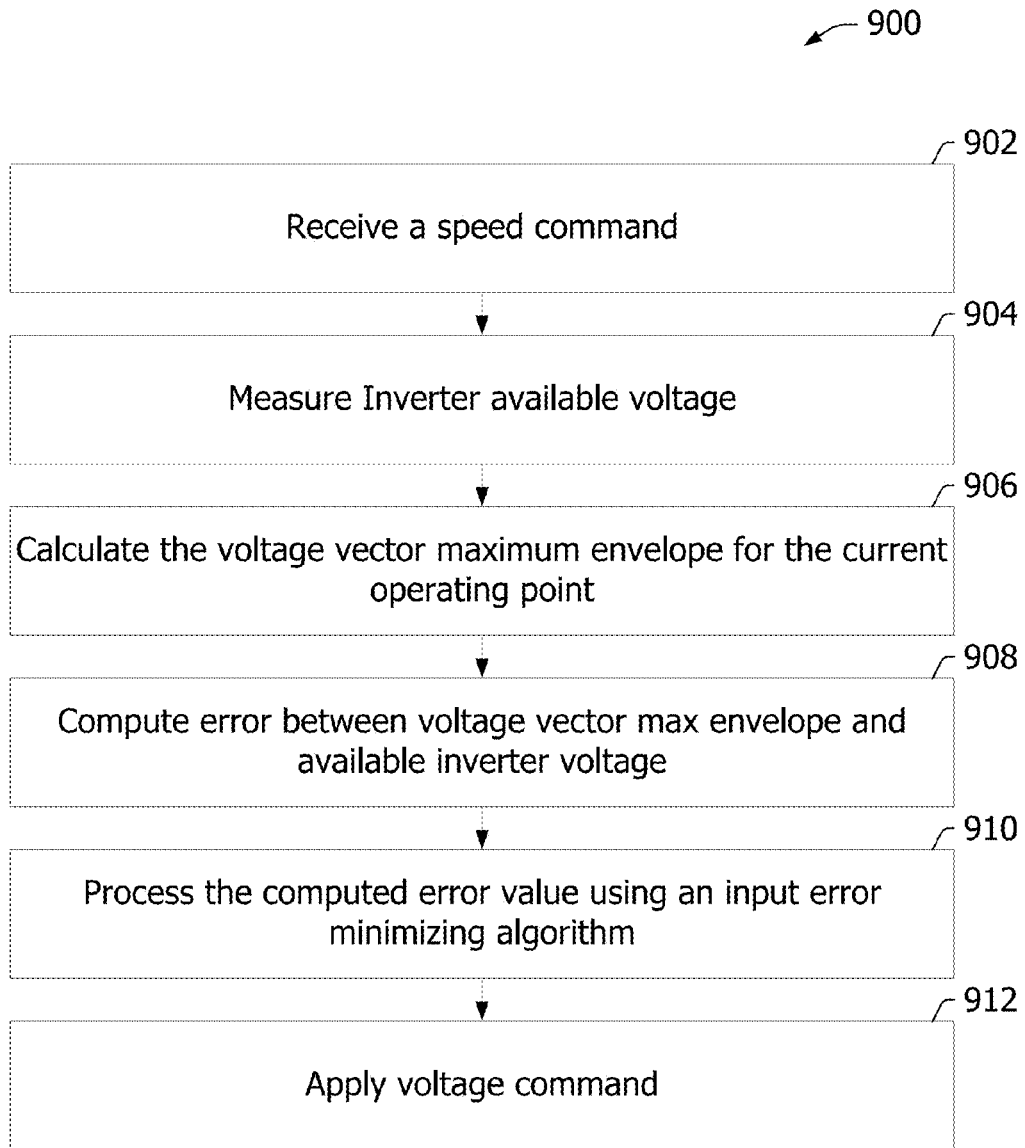 900
902
Receive a speed command
904
Measure Inverter available voltage
906
Calculate the voltage vector maximum envelope for the current
operating point
908
Compute error between voltage vector max envelope and
available inverter voltage
910
Process the computed error value using an input error
minimizing algorithm
912
Apply voltage command